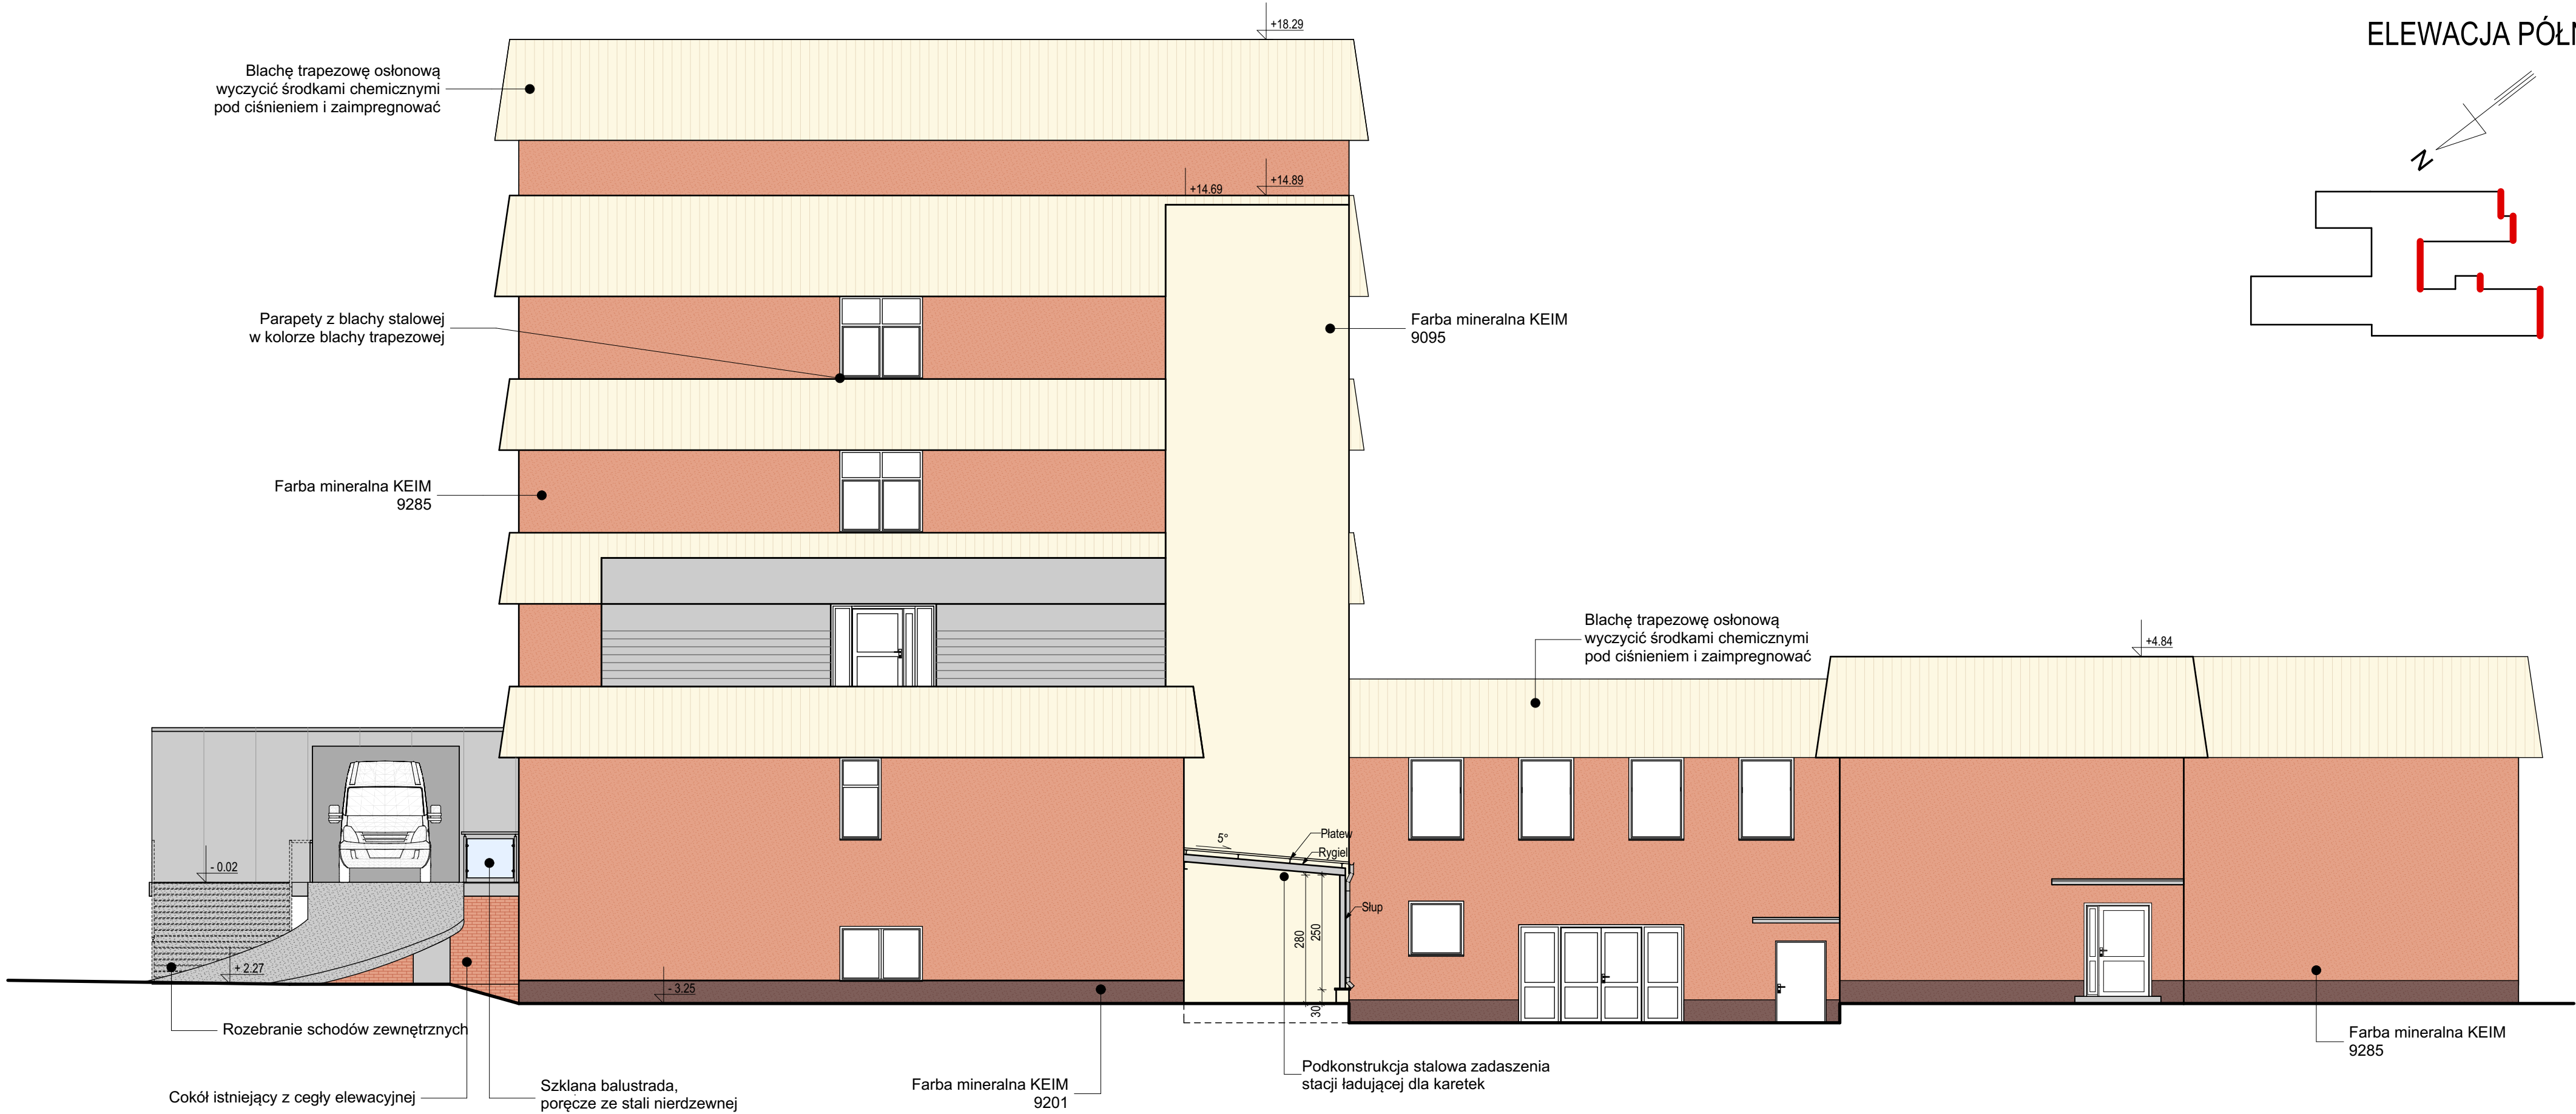 +18.29
ELEWACJA PÓŁN
Blachę trapezowę osłonową
wyczycić środkami chemicznymi
pod ciśnieniem i zaimpregnować
N
+14.69
+14.89
Parapety z blachy stalowej
w kolorze blachy trapezowej
Farba mineralna KEIM
9095
Farba mineralna KEIM
9285
Blachę trapezowę osłonową
wyczycić środkami chemicznymi
pod ciśnieniem i zaimpregnować
+4.84
5°
Płatew
Rygiel
- 0.02
Słup
280
250
+ 2.27
- 3.25
30
Rozebranie schodów zewnętrznych
Farba mineralna KEIM
9285
Podkonstrukcja stalowa zadaszenia
stacji ładującej dla karetek
Cokół istniejący z cegły elewacyjnej
Szklana balustrada,
poręcze ze stali nierdzewnej
Farba mineralna KEIM
9201